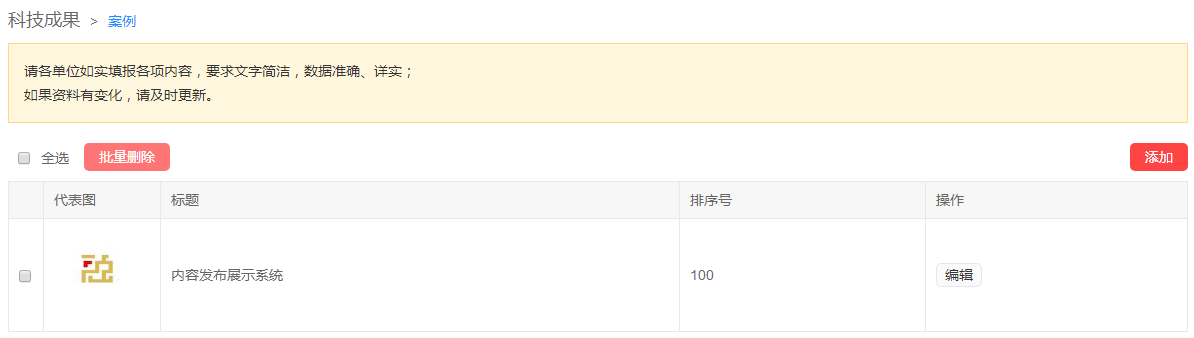 科技成果 > 案例
请各单位如实填报各项内容，要求文字简洁，数据准确、详实；
如果资料有变化，请及时更新。
全选 批量删除 添加
代表图 标题 排序号 操作
内容发布展示系统 100 编辑